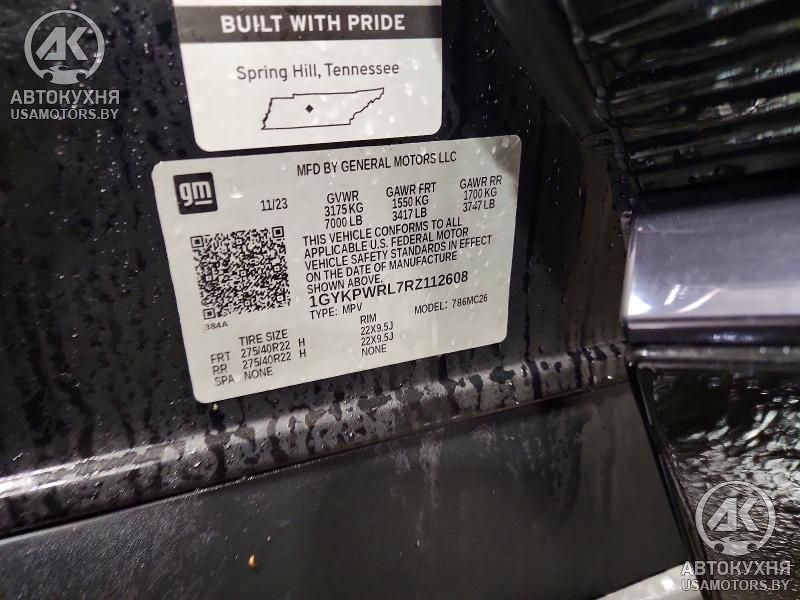 BUILT WITH PRIDE
Spring Hill, Tennessee
АК
АВТОКУХНЯ
USAMOTORS.BY
MFD BY GENERAL MOTORS LLC
gm
11/23
GVWR GAWR FRT GAWR RR
3175 KG 1550 KG 1700 KG
7000 LB 3417 LB 3747 LB
THIS VEHICLE CONFORMS TO ALL
APPLICABLE U.S. FEDERAL MOTOR
VEHICLE SAFETY STANDARDS IN EFFECT
ON THE DATE OF MANUFACTURE
SHOWN ABOVE.
1GYKPWRL7RZ112608
TYPE: MPV MODEL: 786MC26
384A
TIRE SIZE RIM
FRT 275/40R22 H 22X9.5J
RR 275/40R22 H 22X9.5J
SPA NONE NONE
АК
АВТОКУХНЯ
USAMOTORS.BY